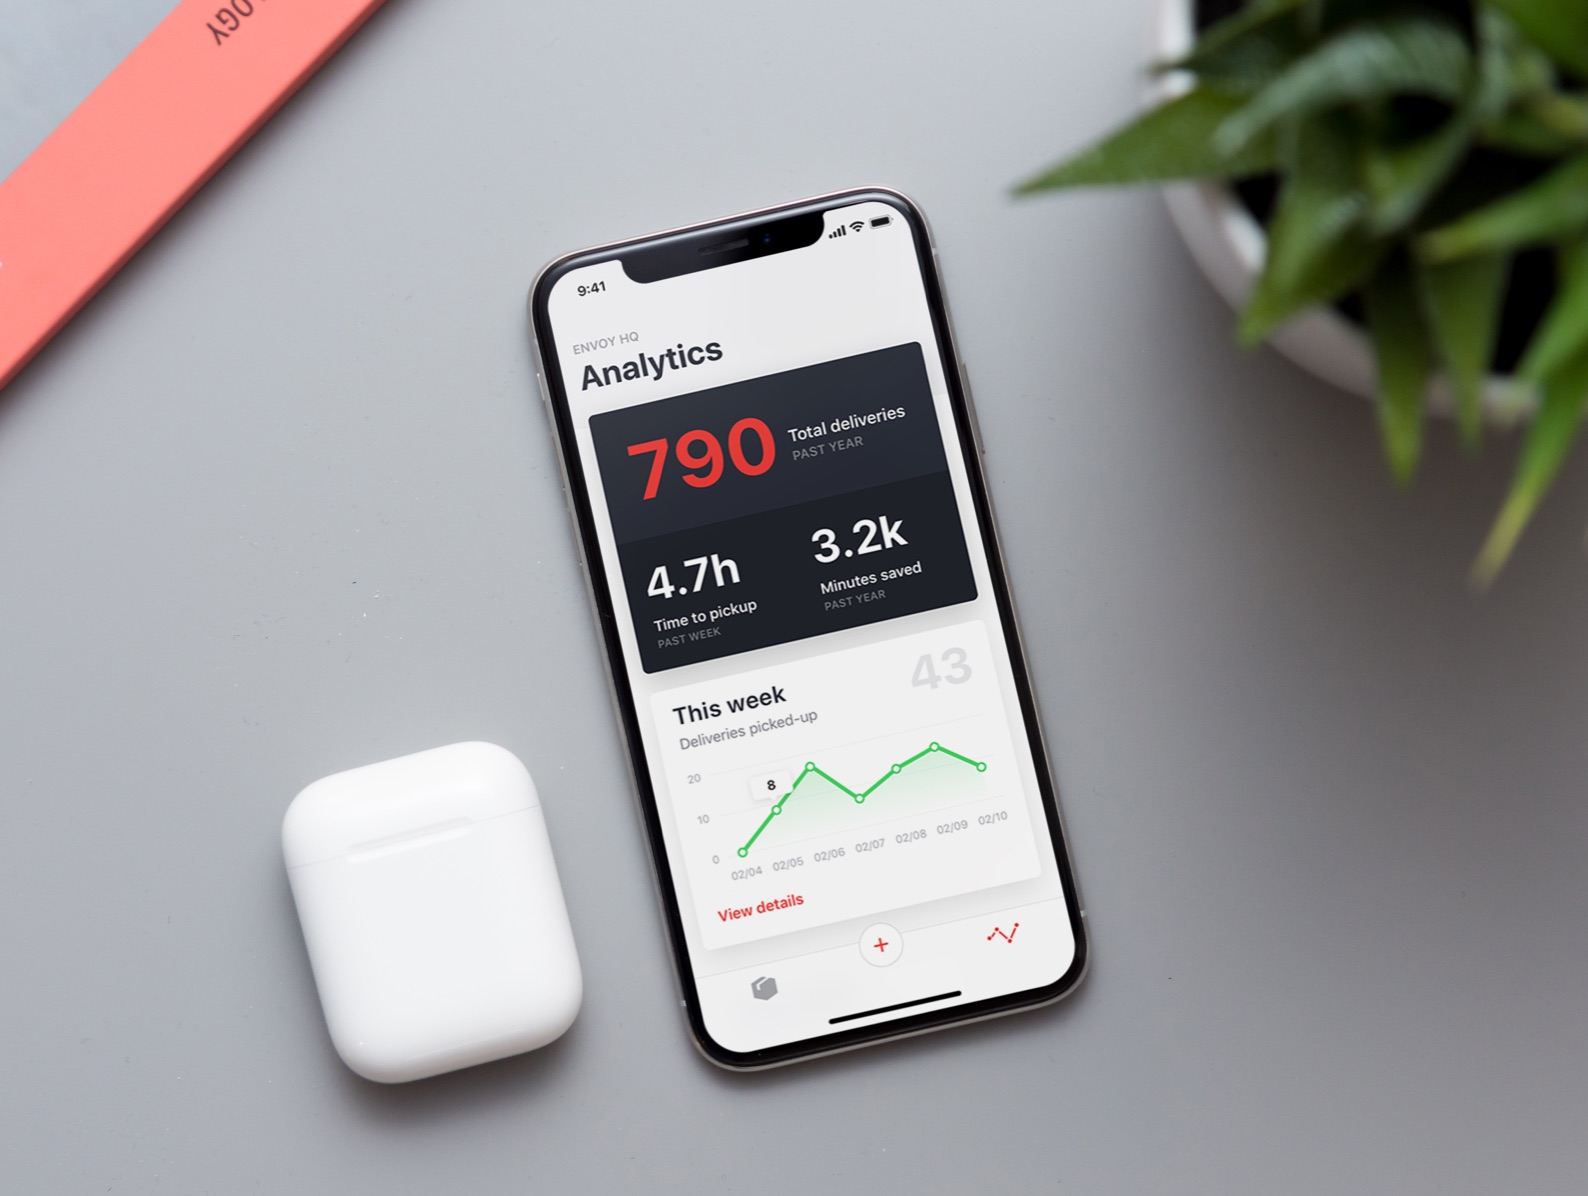 OLOGY
9:41
ENVOY HQ
Analytics
790
Total deliveries
PAST YEAR
4.7h
Time to pickup
PAST WEEK
3.2k
Minutes saved
PAST YEAR
This week
43
Deliveries picked-up
20
8
10
0
02/04 02/05 02/06 02/07 02/08 02/09 02/10
View details